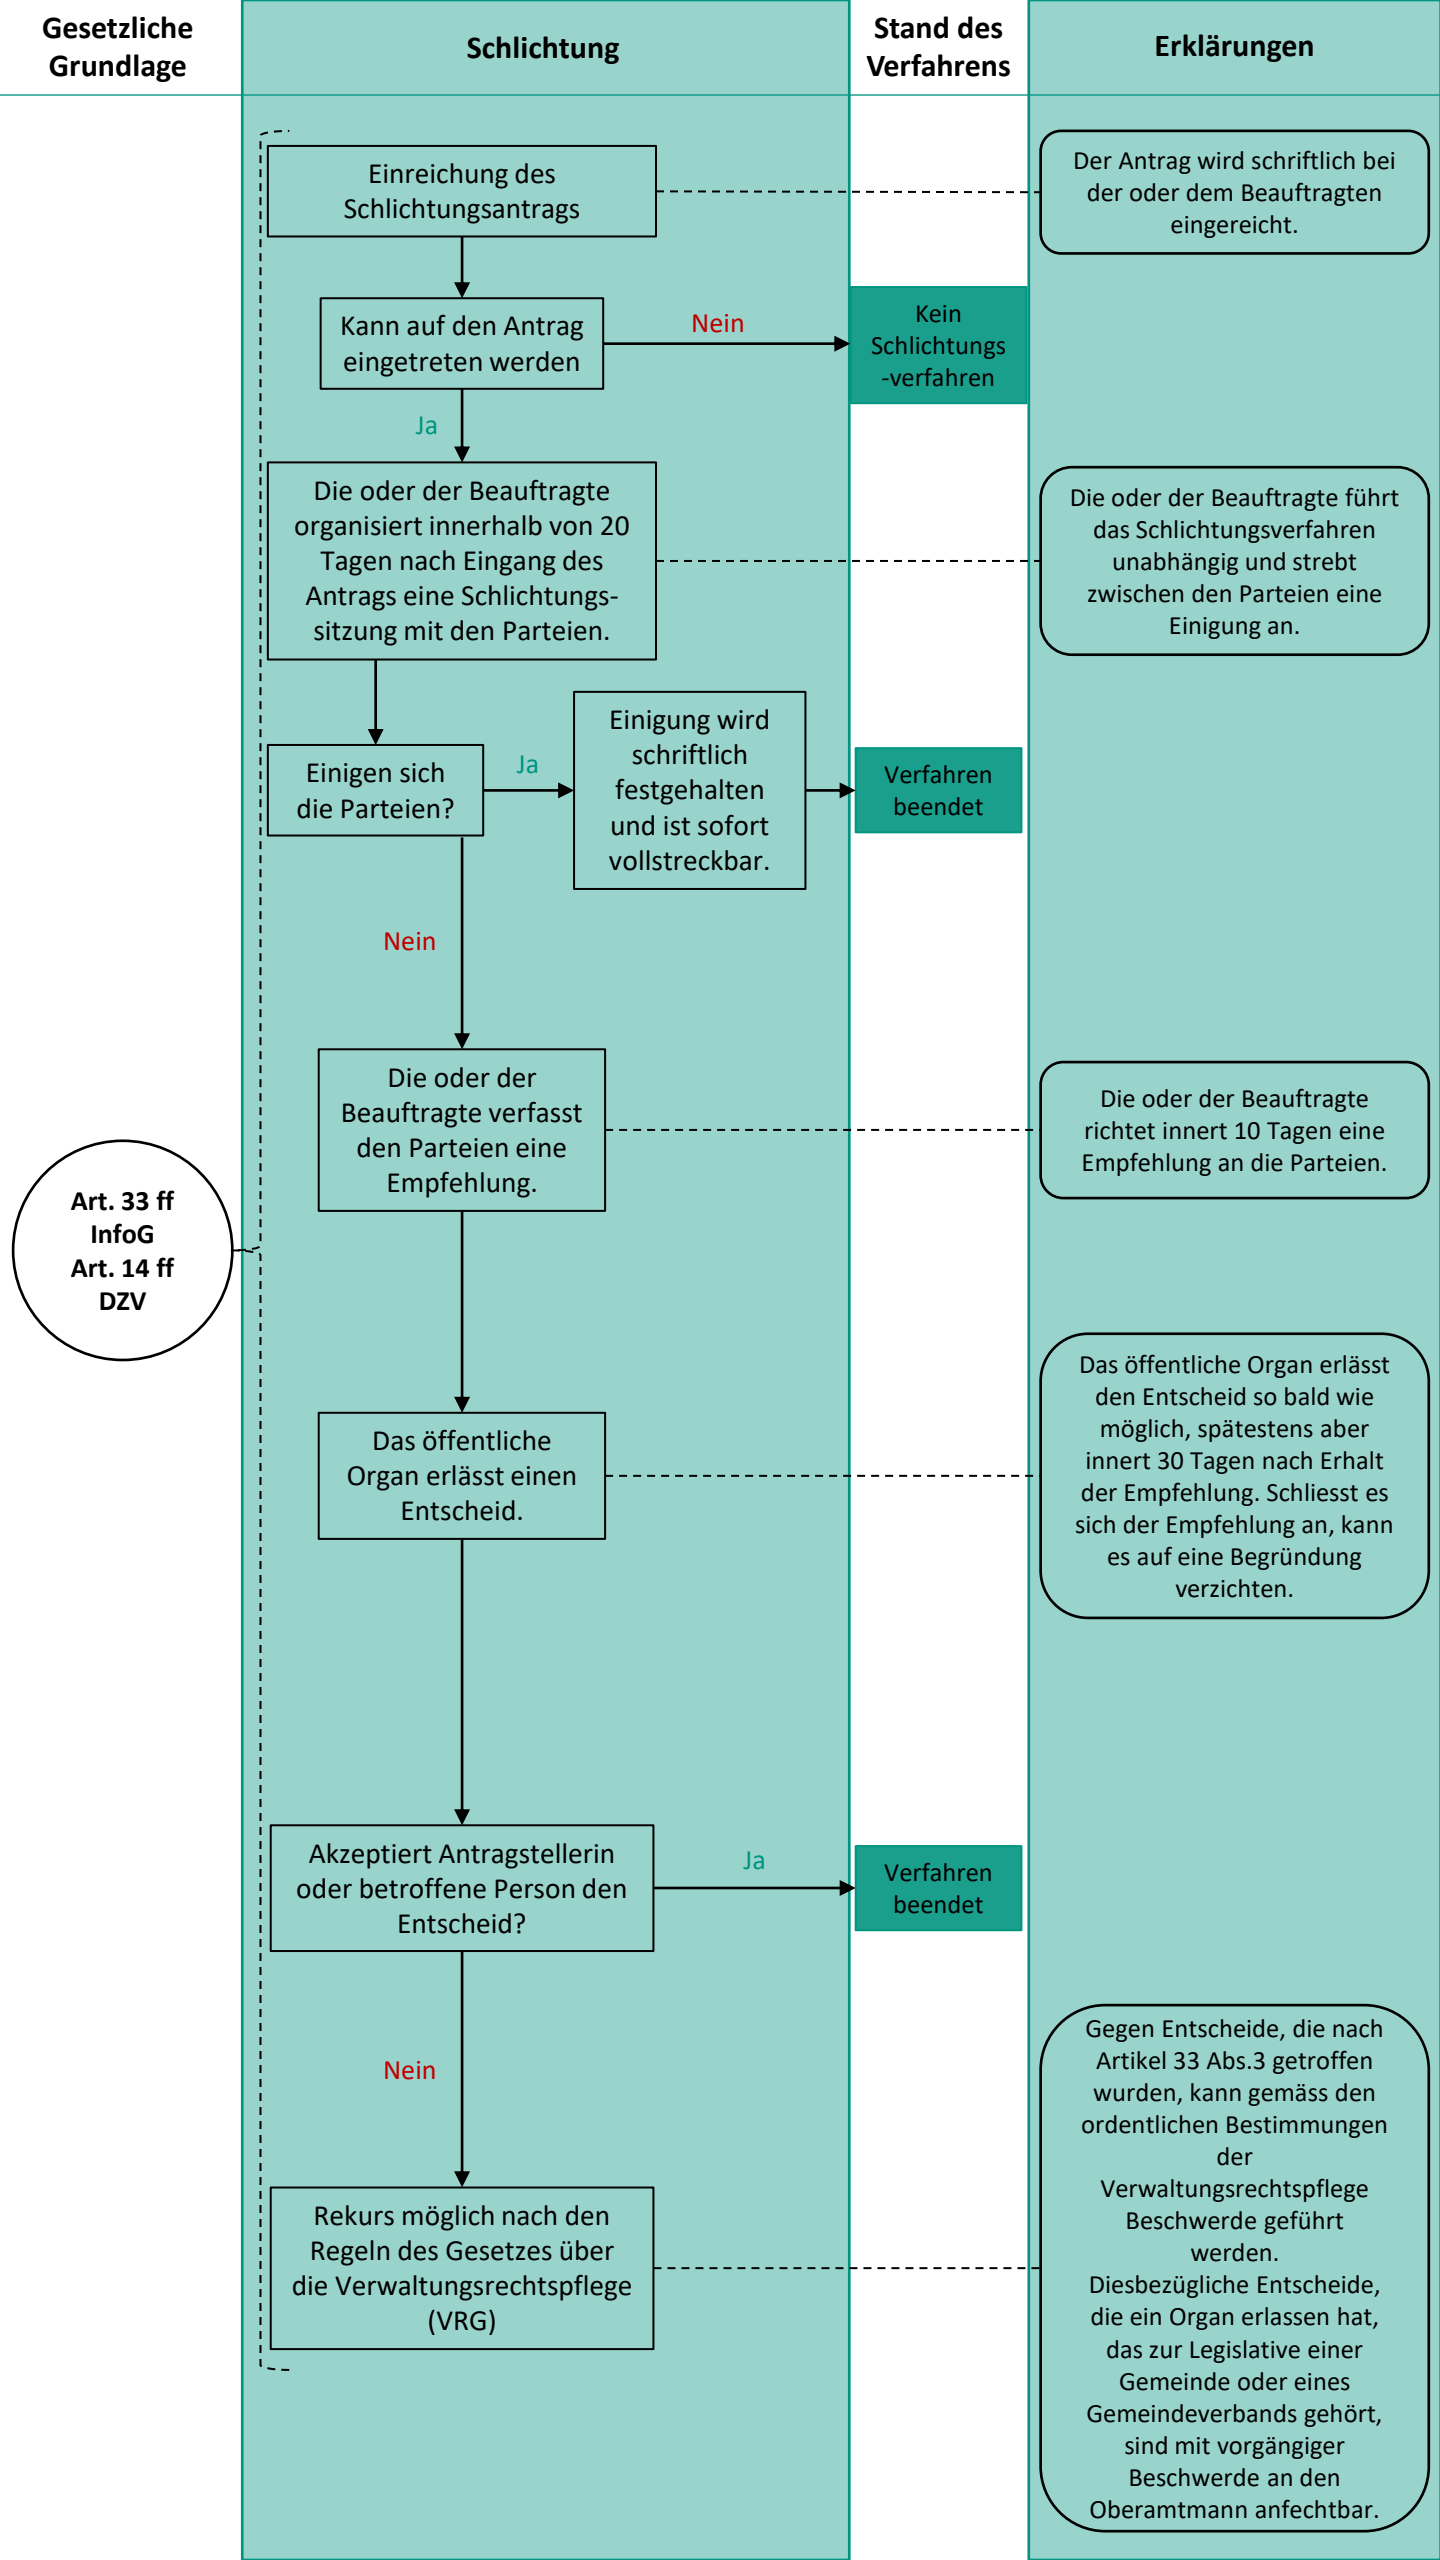 Gesetzliche
Grundlage
Schlichtung
Stand des
Verfahrens
Erklärungen
Einreichung des
Schlichtungsantrags
Der Antrag wird schriftlich bei
der oder dem Beauftragten
eingereicht.
Kann auf den Antrag
eingetreten werden
Nein
Kein
Schlichtungs
-verfahren
Ja
Die oder der Beauftragte
organisiert innerhalb von 20
Tagen nach Eingang des
Antrags eine Schlichtungs-
sitzung mit den Parteien.
Die oder der Beauftragte führt
das Schlichtungsverfahren
unabhängig und strebt
zwischen den Parteien eine
Einigung an.
Einigen sich
die Parteien?
Ja
Einigung wird
schriftlich
festgehalten
und ist sofort
vollstreckbar.
Verfahren
beendet
Nein
Die oder der
Beauftragte verfasst
den Parteien eine
Empfehlung.
Die oder der Beauftragte
richtet innert 10 Tagen eine
Empfehlung an die Parteien.
Art. 33 ff
InfoG
Art. 14 ff
DZV
Das öffentliche
Organ erlässt einen
Entscheid.
Das öffentliche Organ erlässt
den Entscheid so bald wie
möglich, spätestens aber
innert 30 Tagen nach Erhalt
der Empfehlung. Schliesst es
sich der Empfehlung an, kann
es auf eine Begründung
verzichten.
Akzeptiert Antragstellerin
oder betroffene Person den
Entscheid?
Ja
Verfahren
beendet
Nein
Rekurs möglich nach den
Regeln des Gesetzes über
die Verwaltungsrechtspflege
(VRG)
Gegen Entscheide, die nach
Artikel 33 Abs.3 getroffen
wurden, kann gemäss den
ordentlichen Bestimmungen
der
Verwaltungsrechtspflege
Beschwerde geführt
werden.
Diesbezügliche Entscheide,
die ein Organ erlassen hat,
das zur Legislative einer
Gemeinde oder eines
Gemeindeverbands gehört,
sind mit vorgängiger
Beschwerde an den
Oberamtmann anfechtbar.